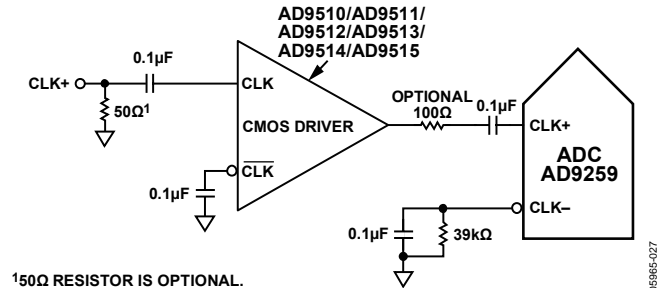 AD9510/AD9511/
AD9512/AD9513/
AD9514/AD9515
0.1µF
CLK+
50Ω¹
CLK
CMOS DRIVER
CLK
0.1µF
OPTIONAL
100Ω
0.1µF
CLK+
ADC
AD9259
CLK–
0.1µF
39kΩ
¹50Ω RESISTOR IS OPTIONAL.
05965-027